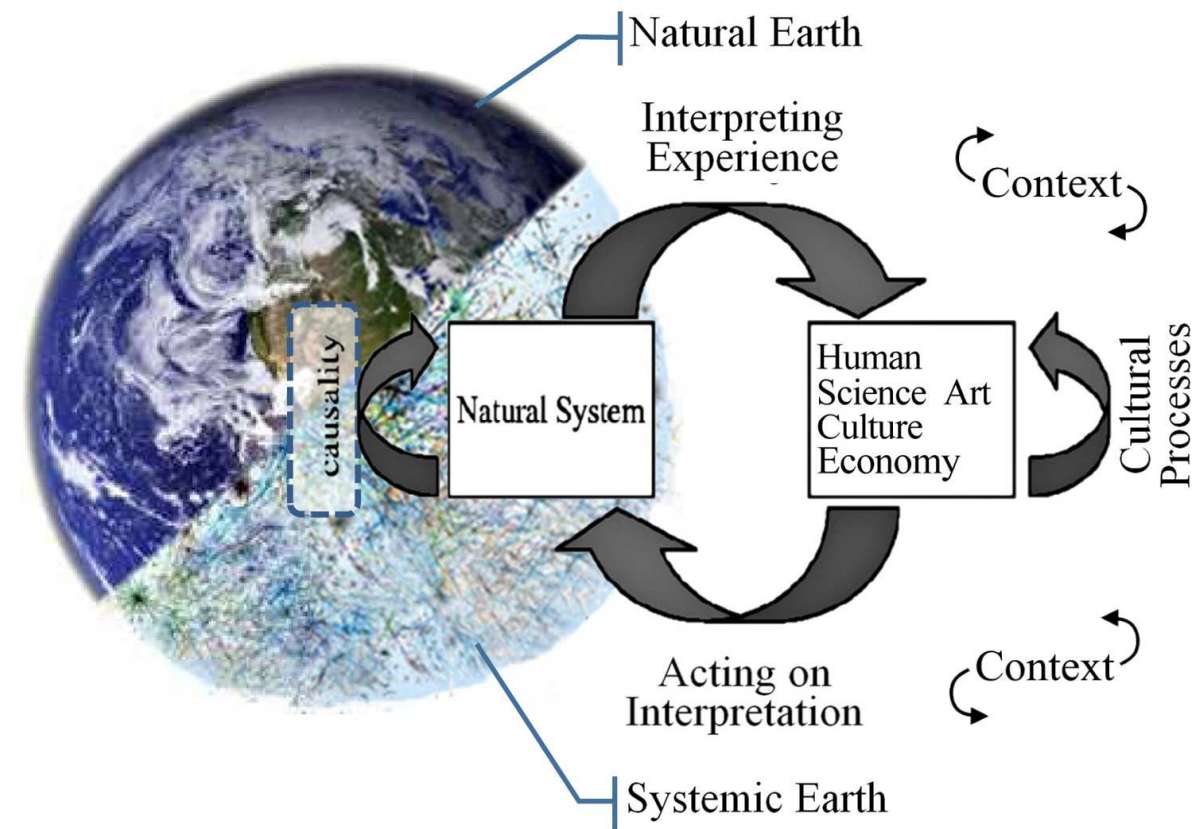 Natural Earth
Interpreting
Experience
Context
causality
Natural System
Human
Science Art
Culture
Economy
Cultural
Processes
Context
Acting on
Interpretation
Systemic Earth